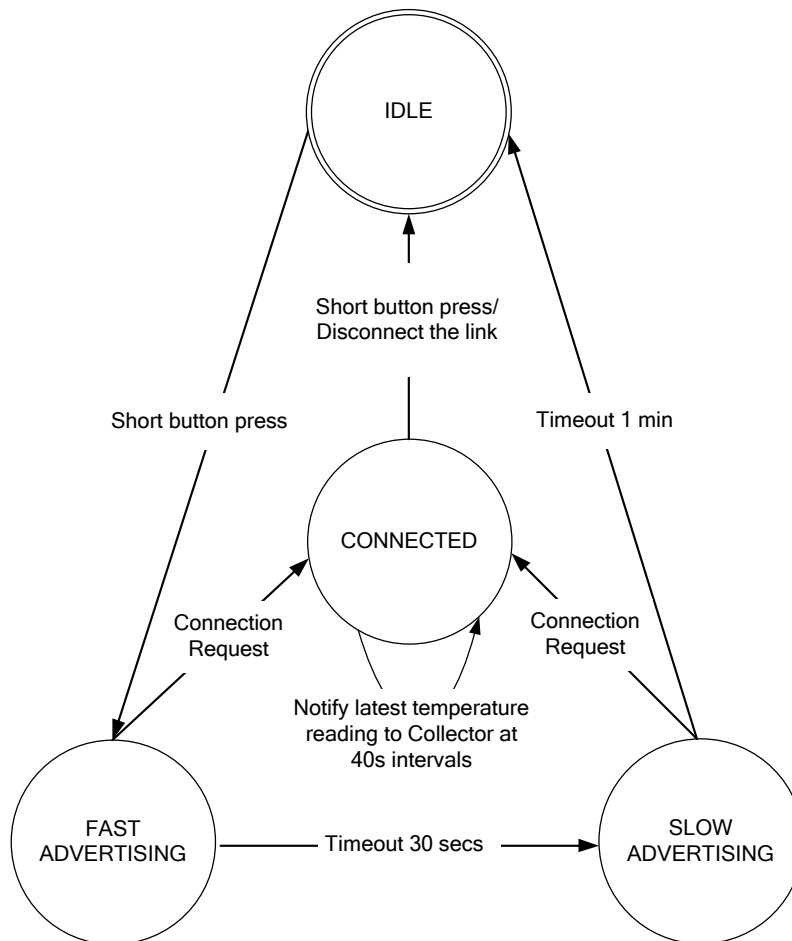 IDLE
Short button press/
Disconnect the link
Short button press
Timeout 1 min
CONNECTED
Connection
Request
Connection
Request
Notify latest temperature
reading to Collector at
40s intervals
FAST
ADVERTISING
Timeout 30 secs
SLOW
ADVERTISING